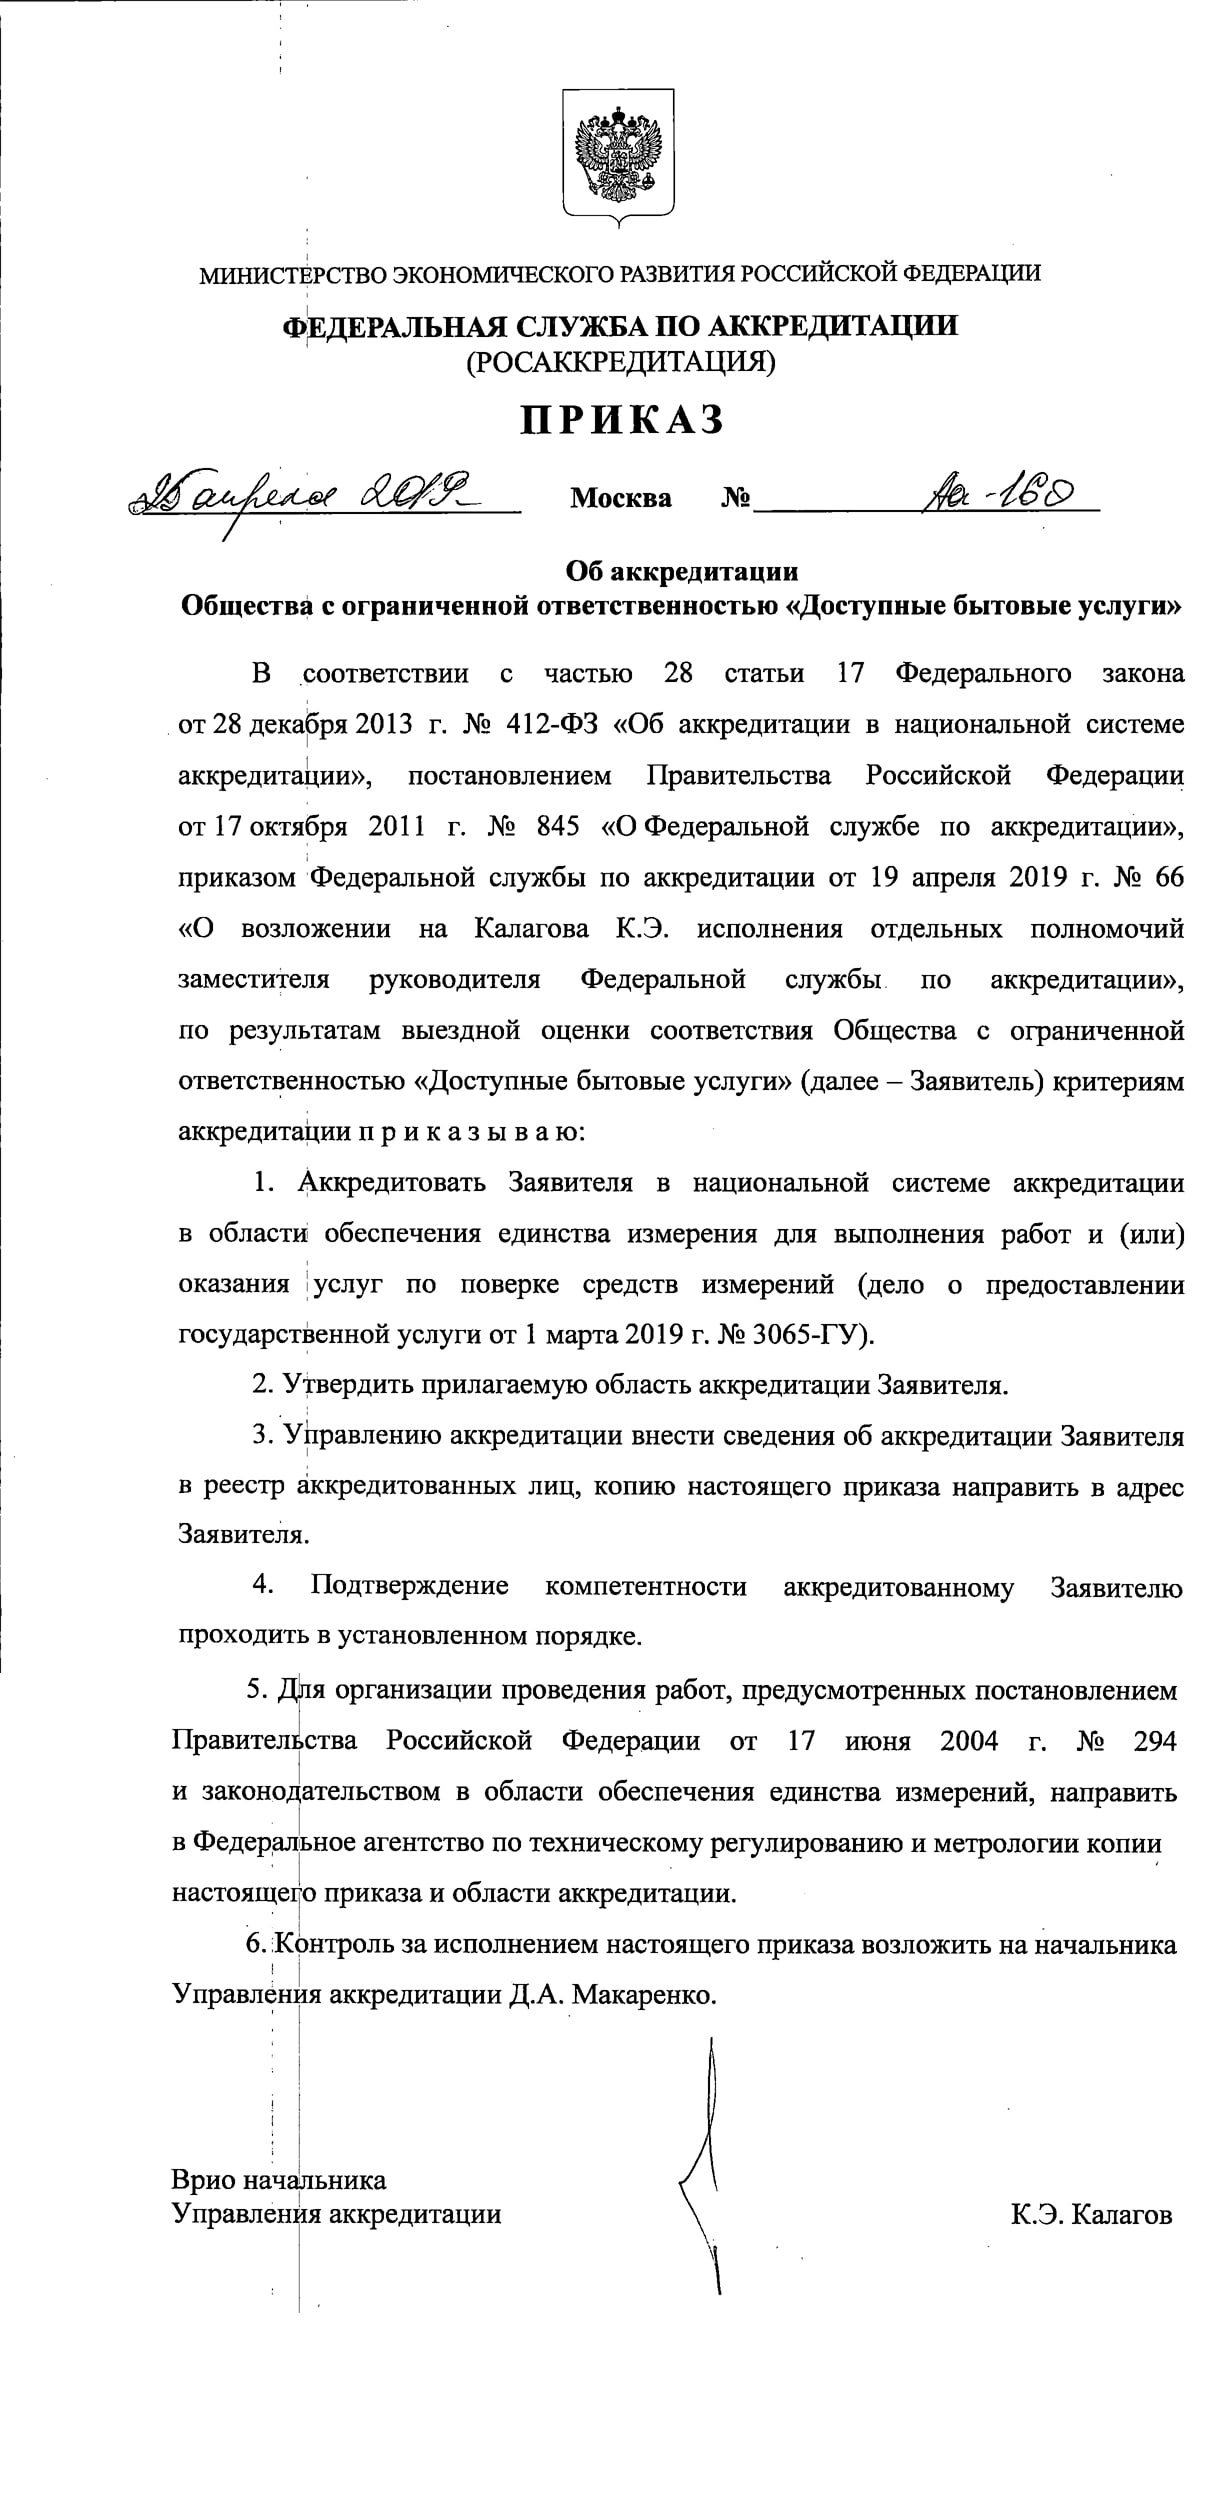 МИНИСТЕРСТВО ЭКОНОМИЧЕСКОГО РАЗВИТИЯ РОССИЙСКОЙ ФЕДЕРАЦИИ
ФЕДЕРАЛЬНАЯ СЛУЖБА ПО АККРЕДИТАЦИИ
(РОСАККРЕДИТАЦИЯ)
ПРИКАЗ
25 апреля 2019 Москва № Аа-160
Об аккредитации
Общества с ограниченной ответственностью «Доступные бытовые услуги»
В соответствии с частью 28 статьи 17 Федерального закона
от 28 декабря 2013 г. № 412-ФЗ «Об аккредитации в национальной системе
аккредитации», постановлением Правительства Российской Федерации
от 17 октября 2011 г. № 845 «О Федеральной службе по аккредитации»,
приказом Федеральной службы по аккредитации от 19 апреля 2019 г. № 66
«О возложении на Калагова К.Э. исполнения отдельных полномочий
заместителя руководителя Федеральной службы по аккредитации»,
по результатам выездной оценки соответствия Общества с ограниченной
ответственностью «Доступные бытовые услуги» (далее – Заявитель) критериям
аккредитации п р и к а з ы в а ю:
1. Аккредитовать Заявителя в национальной системе аккредитации
в области обеспечения единства измерения для выполнения работ и (или)
оказания услуг по поверке средств измерений (дело о предоставлении
государственной услуги от 1 марта 2019 г. № 3065-ГУ).
2. Утвердить прилагаемую область аккредитации Заявителя.
3. Управлению аккредитации внести сведения об аккредитации Заявителя
в реестр аккредитованных лиц, копию настоящего приказа направить в адрес
Заявителя.
4. Подтверждение компетентности аккредитованному Заявителю
проходить в установленном порядке.
5. Для организации проведения работ, предусмотренных постановлением
Правительства Российской Федерации от 17 июня 2004 г. № 294
и законодательством в области обеспечения единства измерений, направить
в Федеральное агентство по техническому регулированию и метрологии копии
настоящего приказа и области аккредитации.
6. Контроль за исполнением настоящего приказа возложить на начальника
Управления аккредитации Д.А. Макаренко.
Врио начальника
Управления аккредитации К.Э. Калагов